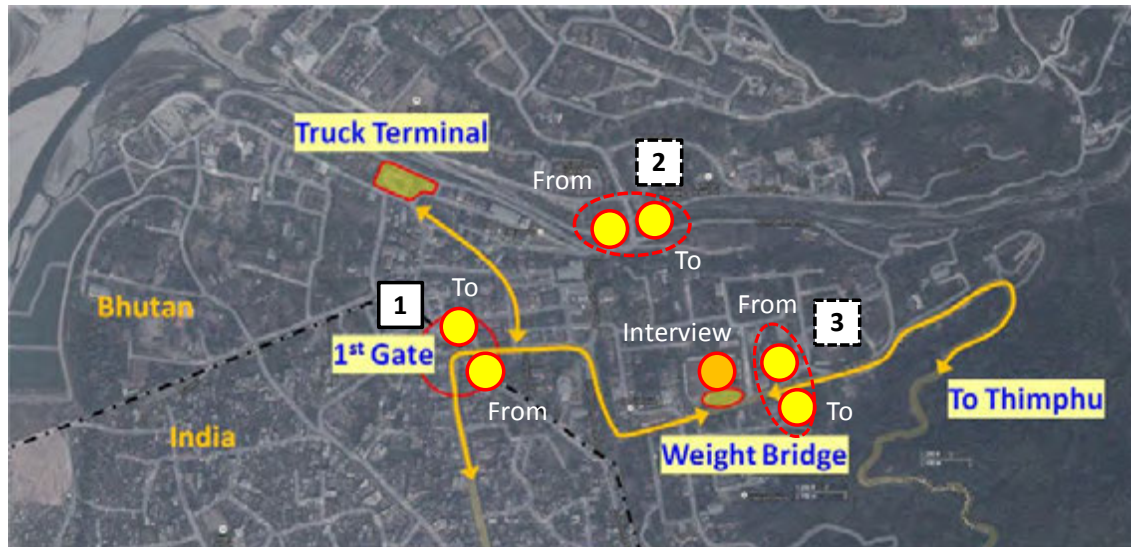 Truck Terminal
2
From
To
Bhutan
1
To
1st Gate
From
India
Interview
From
3
To
Weight Bridge
To Thimphu